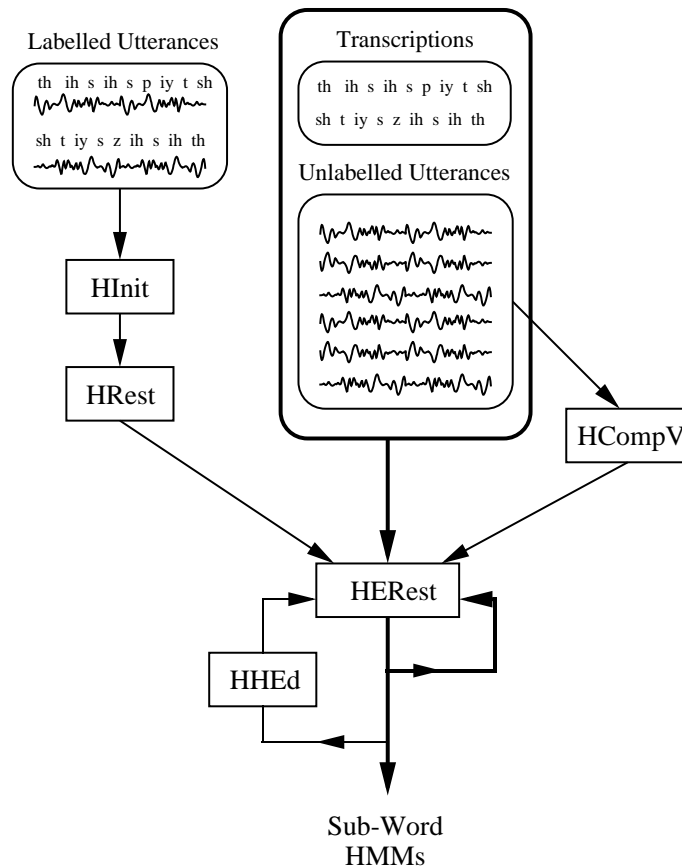 Labelled Utterances
th ih s ih s p iy t sh
sh t iy s z ih s ih th
HInit
HRest
Transcriptions
th ih s ih s p iy t sh
sh t iy s z ih s ih th
Unlabelled Utterances
HCompV
HERest
HHEd
Sub-Word
HMMs